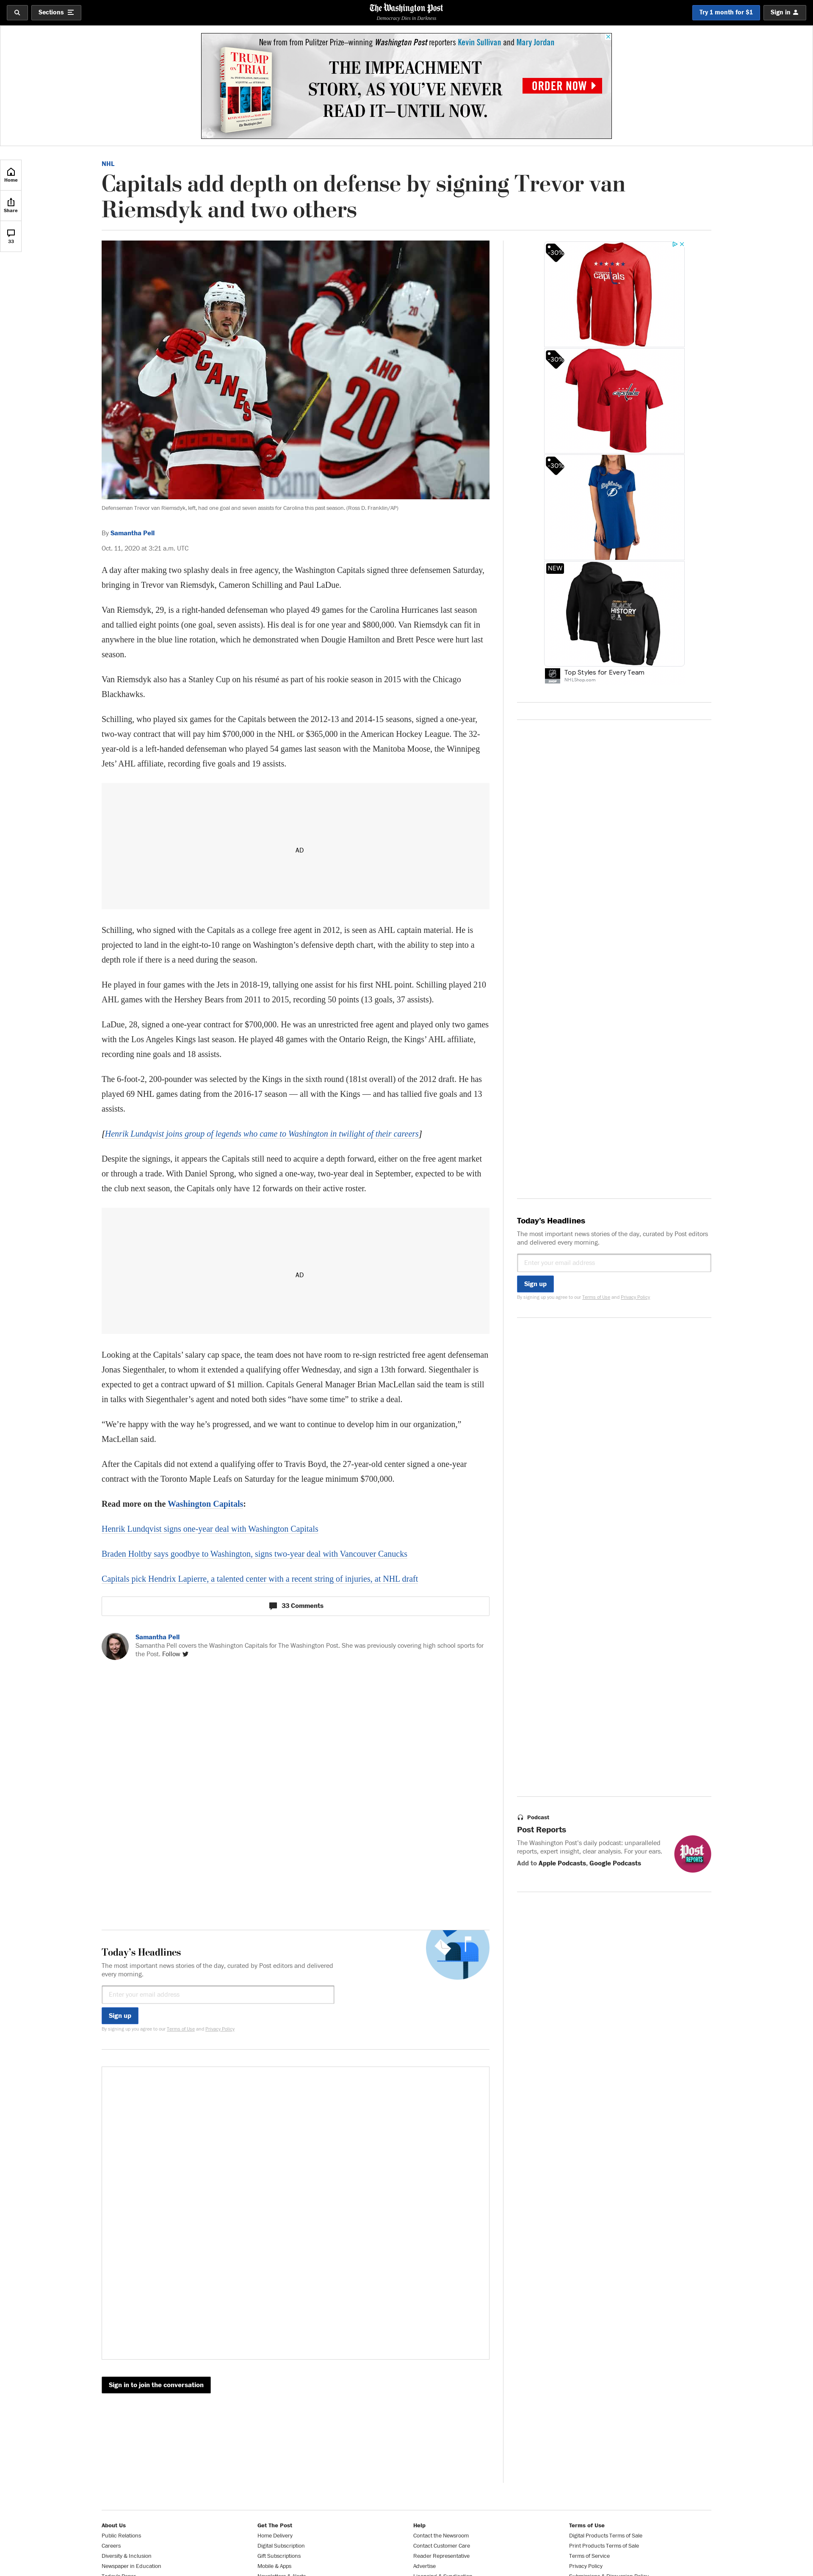 Sections
The Washington Post
Democracy Dies in Darkness
Try 1 month for $1
Sign in
New from from Pulitzer Prize–winning Washington Post reporters Kevin Sullivan and Mary Jordan
TRUMP ON TRIAL
THE IMPEACHMENT
STORY, AS YOU'VE NEVER
READ IT—UNTIL NOW.
ORDER NOW
Home
Share
33
NHL
Capitals add depth on defense by signing Trevor van
Riemsdyk and two others
CANES
AHO
20
20
Defenseman Trevor van Riemsdyk, left, had one goal and seven assists for Carolina this past season. (Ross D. Franklin/AP)
By Samantha Pell
Oct. 11, 2020 at 3:21 a.m. UTC
A day after making two splashy deals in free agency, the Washington Capitals signed three defensemen Saturday,
bringing in Trevor van Riemsdyk, Cameron Schilling and Paul LaDue.
Van Riemsdyk, 29, is a right-handed defenseman who played 49 games for the Carolina Hurricanes last season
and tallied eight points (one goal, seven assists). His deal is for one year and $800,000. Van Riemsdyk can fit in
anywhere in the blue line rotation, which he demonstrated when Dougie Hamilton and Brett Pesce were hurt last
season.
Van Riemsdyk also has a Stanley Cup on his résumé as part of his rookie season in 2015 with the Chicago
Blackhawks.
Schilling, who played six games for the Capitals between the 2012-13 and 2014-15 seasons, signed a one-year,
two-way contract that will pay him $700,000 in the NHL or $365,000 in the American Hockey League. The 32-
year-old is a left-handed defenseman who played 54 games last season with the Manitoba Moose, the Winnipeg
Jets' AHL affiliate, recording five goals and 19 assists.
AD
Schilling, who signed with the Capitals as a college free agent in 2012, is seen as AHL captain material. He is
projected to land in the eight-to-10 range on Washington's defensive depth chart, with the ability to step into a
depth role if there is a need during the season.
He played in four games with the Jets in 2018-19, tallying one assist for his first NHL point. Schilling played 210
AHL games with the Hershey Bears from 2011 to 2015, recording 50 points (13 goals, 37 assists).
LaDue, 28, signed a one-year contract for $700,000. He was an unrestricted free agent and played only two games
with the Los Angeles Kings last season. He played 48 games with the Ontario Reign, the Kings' AHL affiliate,
recording nine goals and 18 assists.
The 6-foot-2, 200-pounder was selected by the Kings in the sixth round (181st overall) of the 2012 draft. He has
played 69 NHL games dating from the 2016-17 season — all with the Kings — and has tallied five goals and 13
assists.
[Henrik Lundqvist joins group of legends who came to Washington in twilight of their careers]
Despite the signings, it appears the Capitals still need to acquire a depth forward, either on the free agent market
or through a trade. With Daniel Sprong, who signed a one-way, two-year deal in September, expected to be with
the club next season, the Capitals only have 12 forwards on their active roster.
AD
Looking at the Capitals' salary cap space, the team does not have room to re-sign restricted free agent defenseman
Jonas Siegenthaler, to whom it extended a qualifying offer Wednesday, and sign a 13th forward. Siegenthaler is
expected to get a contract upward of $1 million. Capitals General Manager Brian MacLellan said the team is still
in talks with Siegenthaler's agent and noted both sides "have some time" to strike a deal.
"We're happy with the way he's progressed, and we want to continue to develop him in our organization,"
MacLellan said.
After the Capitals did not extend a qualifying offer to Travis Boyd, the 27-year-old center signed a one-year
contract with the Toronto Maple Leafs on Saturday for the league minimum $700,000.
Read more on the Washington Capitals:
Henrik Lundqvist signs one-year deal with Washington Capitals
Braden Holtby says goodbye to Washington, signs two-year deal with Vancouver Canucks
Capitals pick Hendrix Lapierre, a talented center with a recent string of injuries, at NHL draft
33 Comments
Samantha Pell
Samantha Pell covers the Washington Capitals for The Washington Post. She was previously covering high school sports for
the Post. Follow
Today's Headlines
The most important news stories of the day, curated by Post editors and delivered
every morning.
Enter your email address
Sign up
By signing up you agree to our Terms of Use and Privacy Policy
Sign in to join the conversation
-30%
capitals
-30%
capitals
-30%
Lightning
NEW
BLACK
HISTORY
Top Styles for Every Team
NHLShop.com
Today's Headlines
The most important news stories of the day, curated by Post editors
and delivered every morning.
Enter your email address
Sign up
By signing up you agree to our Terms of Use and Privacy Policy
Podcast
Post Reports
The Washington Post's daily podcast: unparalleled
reports, expert insight, clear analysis. For your ears.
Add to Apple Podcasts, Google Podcasts
Post
REPORTS
About Us
Public Relations
Careers
Diversity & Inclusion
Newspaper in Education
Today's Paper
Get The Post
Home Delivery
Digital Subscription
Gift Subscriptions
Mobile & Apps
Newsletters & Alerts
Help
Contact the Newsroom
Contact Customer Care
Reader Representative
Advertise
Licensing & Syndication
Terms of Use
Digital Products Terms of Sale
Print Products Terms of Sale
Terms of Service
Privacy Policy
Submissions & Discussion Policy